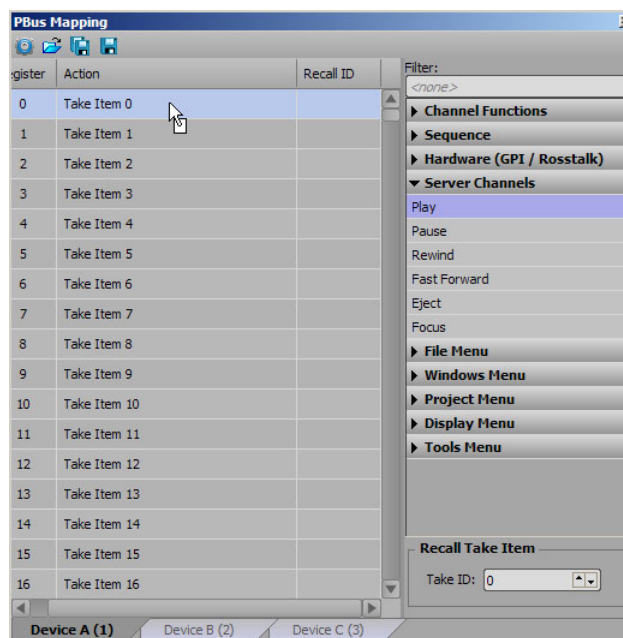 PBus Mapping
gister Action Recall ID
0 Take Item 0
1 Take Item 1
2 Take Item 2
3 Take Item 3
4 Take Item 4
5 Take Item 5
6 Take Item 6
7 Take Item 7
8 Take Item 8
9 Take Item 9
10 Take Item 10
11 Take Item 11
12 Take Item 12
13 Take Item 13
14 Take Item 14
15 Take Item 15
16 Take Item 16
Device A (1) Device B (2) Device C (3)
Filter:
<none>
Channel Functions
Sequence
Hardware (GPI / Rosstalk)
Server Channels
Play
Pause
Rewind
Fast Forward
Eject
Focus
File Menu
Windows Menu
Project Menu
Display Menu
Tools Menu
Recall Take Item
Take ID: 0